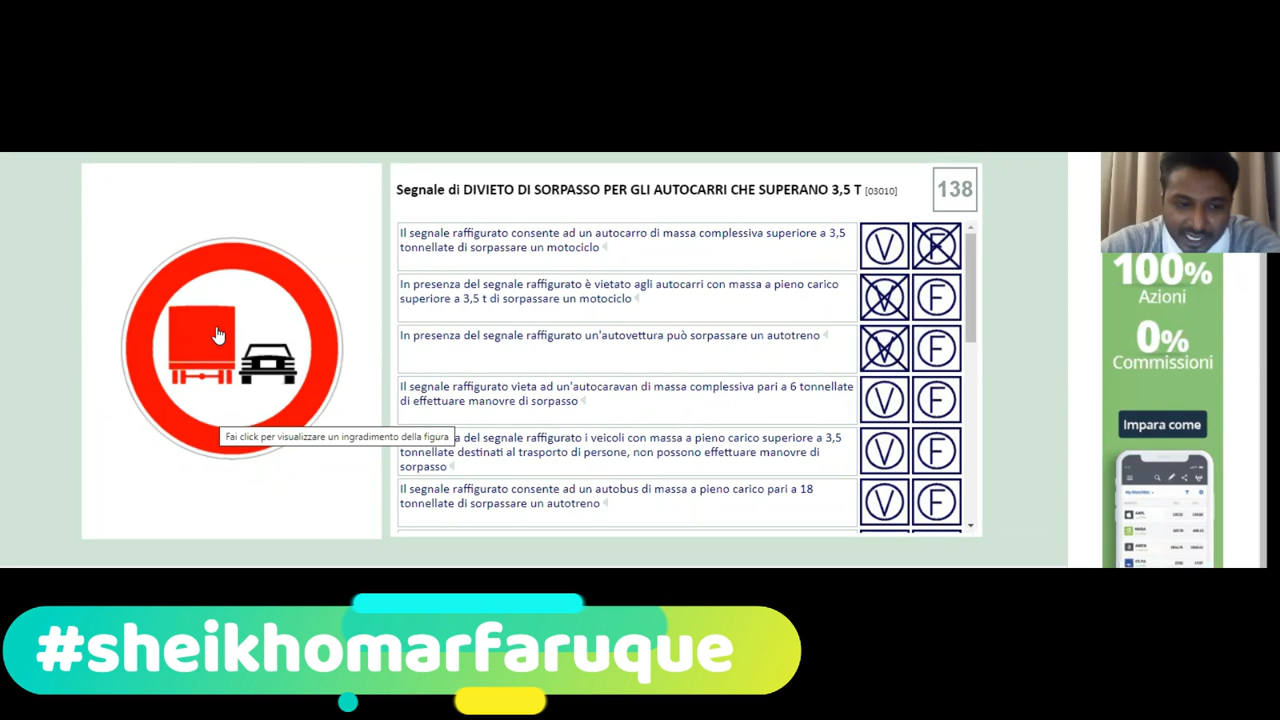 Segnale di DIVIETO DI SORPASSO PER GLI AUTOCARRI CHE SUPERANO 3,5 T [03010]
138
Il segnale raffigurato consente ad un autocarro di massa complessiva superiore a 3,5
tonnellate di sorpassare un motociclo
V F
In presenza del segnale raffigurato è vietato agli autocarri con massa a pieno carico
superiore a 3,5 t di sorpassare un motociclo
V F
In presenza del segnale raffigurato un'autovettura può sorpassare un autotreno
V F
Il segnale raffigurato vieta ad un'autocaravan di massa complessiva pari a 6 tonnellate
di effettuare manovre di sorpasso
V F
a del segnale raffigurato i veicoli con massa a pieno carico superiore a 3,5
tonnellate destinati al trasporto di persone, non possono effettuare manovre di
sorpasso
V F
Il segnale raffigurato consente ad un autobus di massa a pieno carico pari a 18
tonnellate di sorpassare un autotreno
V F
Fai click per visualizzare un ingradimento della figura
100%
Azioni
0%
Commissioni
Impara come
#sheikhomarfaruque